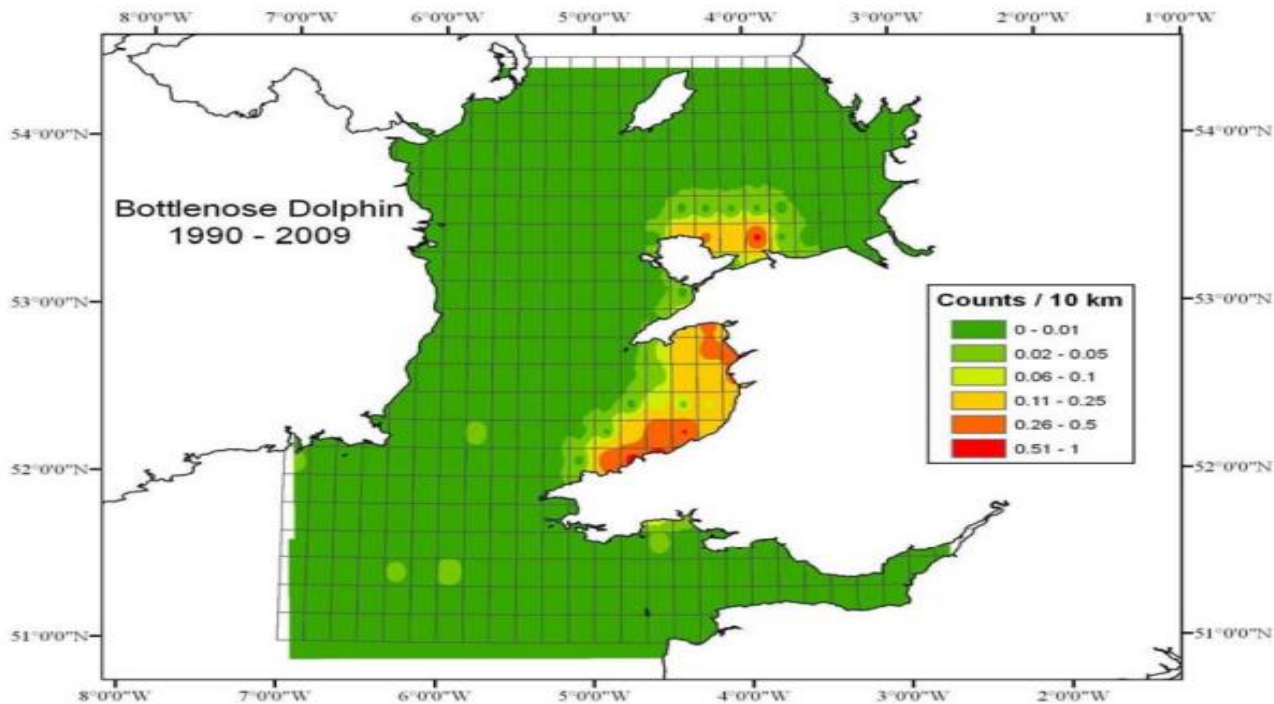 8°0'0"W 7°0'0"W 6°0'0"W 5°0'0"W 4°0'0"W 3°0'0"W 2°0'0"W 1°0'0"W
54°0'0"N 54°0'0"N
Bottlenose Dolphin
1990 - 2009
53°0'0"N 53°0'0"N
Counts / 10 km
0 - 0.01
0.02 - 0.05
0.06 - 0.1
0.11 - 0.25
0.26 - 0.5
0.51 - 1
52°0'0"N 52°0'0"N
51°0'0"N 51°0'0"N
8°0'0"W 7°0'0"W 6°0'0"W 5°0'0"W 4°0'0"W 3°0'0"W 2°0'0"W